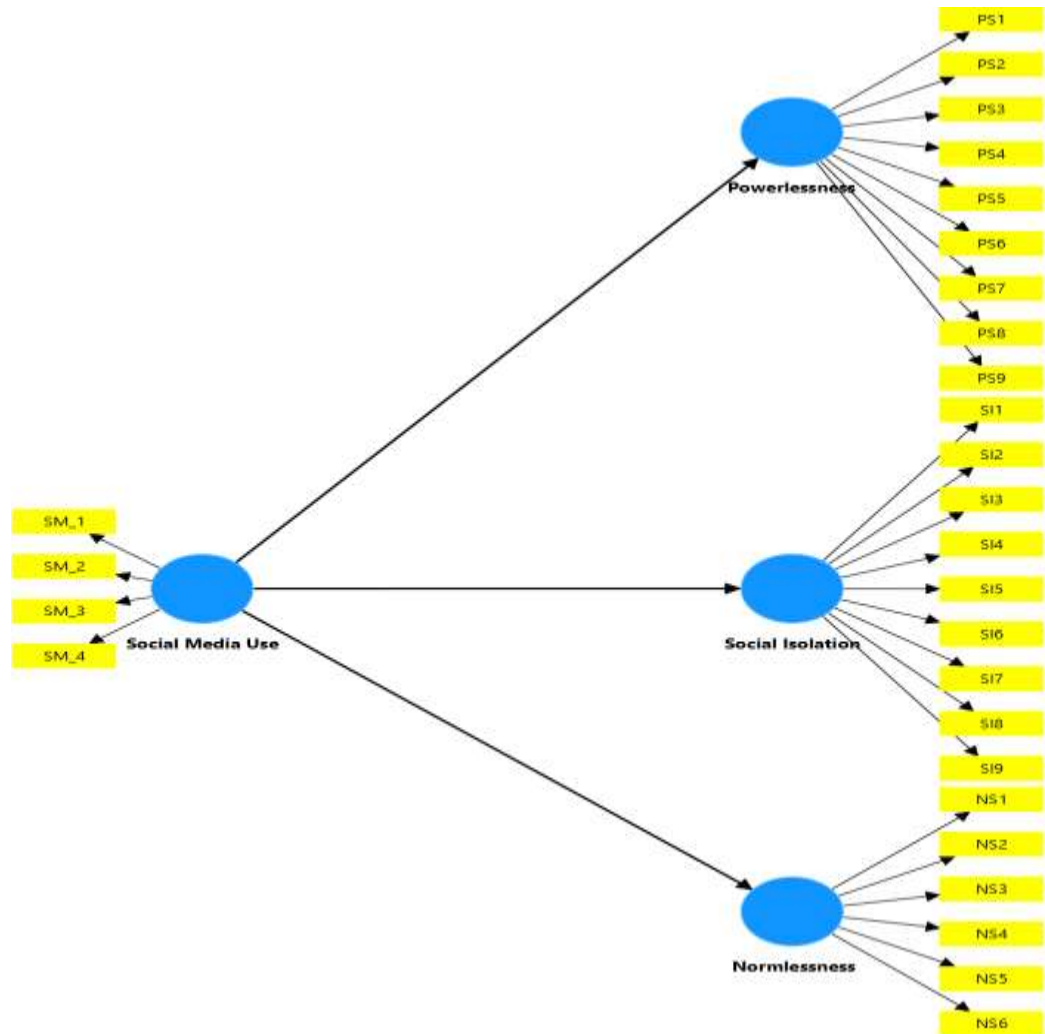 PS1
PS2
PS3
PS4
PS5
PS6
PS7
PS8
PS9
Powerlessness
SI1
SI2
SI3
SI4
SI5
SI6
SI7
SI8
SI9
Social Isolation
SM_1
SM_2
SM_3
SM_4
Social Media Use
NS1
NS2
NS3
NS4
NS5
NS6
Normlessness